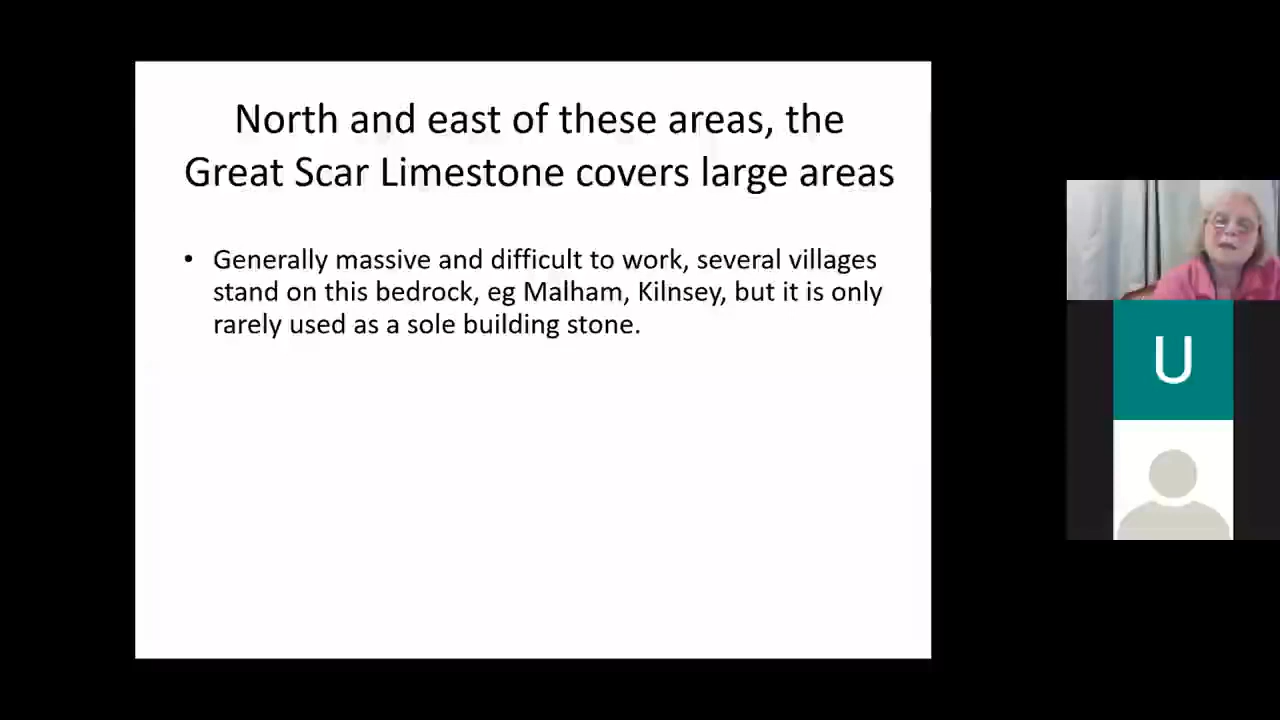 North and east of these areas, the
Great Scar Limestone covers large areas
• Generally massive and difficult to work, several villages
stand on this bedrock, eg Malham, Kilnsey, but it is only
rarely used as a sole building stone.
U